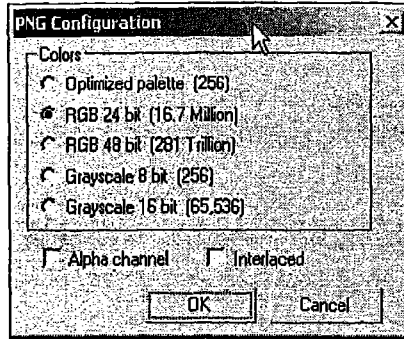 PNG Configuration
Colors
Optimized palette (256)
RGB 24 bit (16.7 Million)
RGB 48 bit (281 Trillion)
Grayscale 8 bit (256)
Grayscale 16 bit (65,536)
Alpha channel Interlaced
OK Cancel